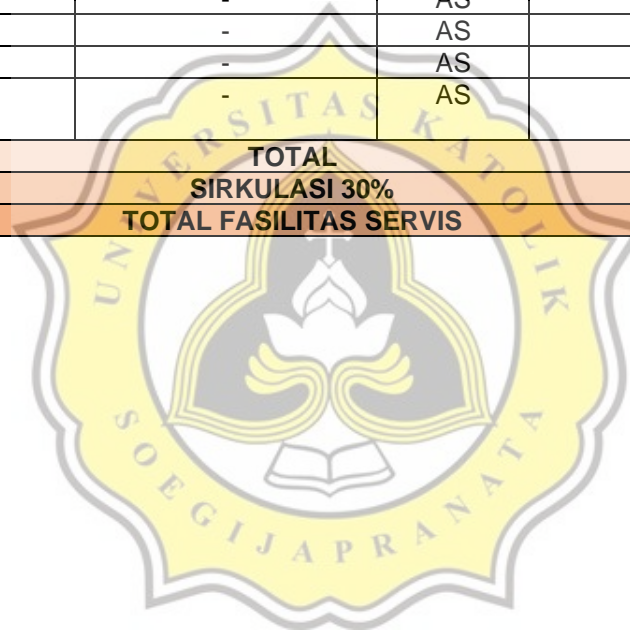 - AS
- AS
- AS
- AS
TOTAL
SIRKULASI 30%
TOTAL FASILITAS SERVIS
UNIVERSITAS KATOLIK
SOEGIJAPRANATA